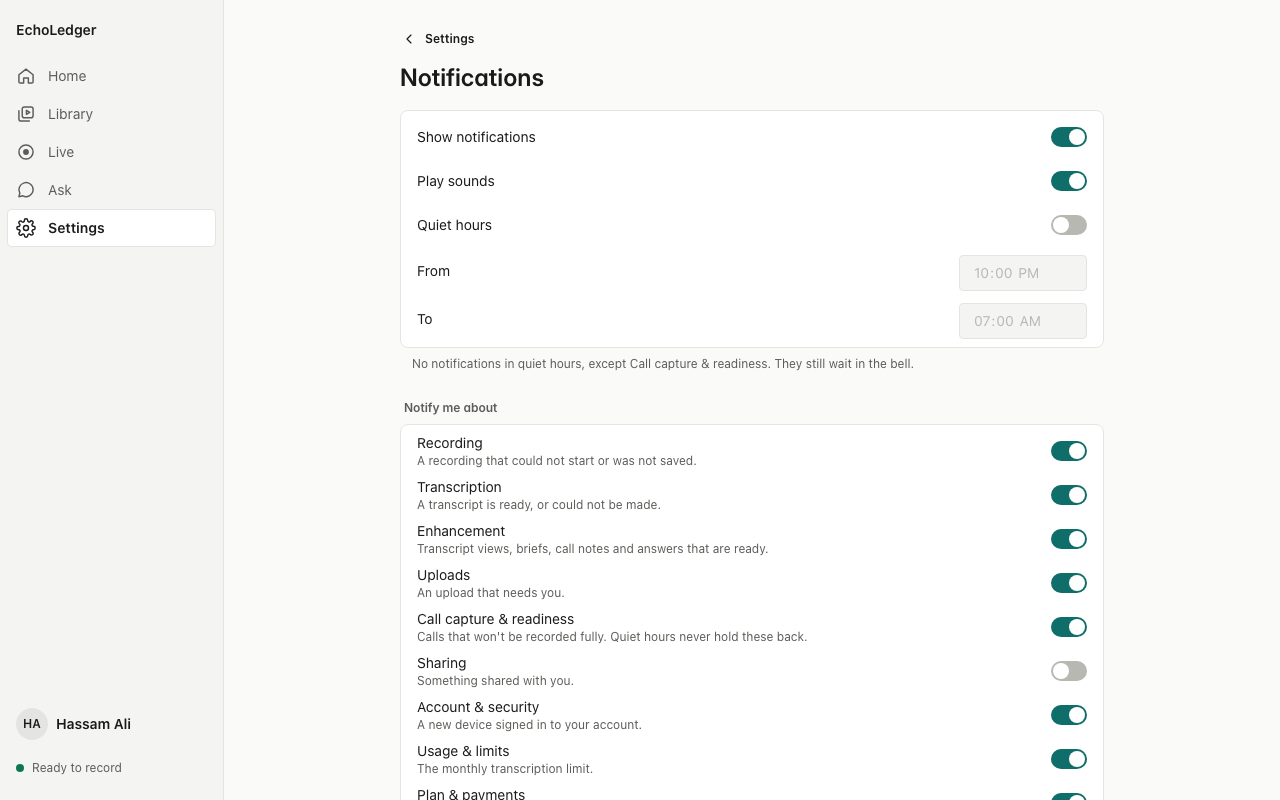 EchoLedger
Home
Library
Live
Ask
Settings
HA
Hassam Ali
Ready to record
Settings
Notifications
Show notifications
Play sounds
Quiet hours
From
10:00 PM
To
07:00 AM
No notifications in quiet hours, except Call capture & readiness. They still wait in the bell.
Notify me about
Recording
A recording that could not start or was not saved.
Transcription
A transcript is ready, or could not be made.
Enhancement
Transcript views, briefs, call notes and answers that are ready.
Uploads
An upload that needs you.
Call capture & readiness
Calls that won't be recorded fully. Quiet hours never hold these back.
Sharing
Something shared with you.
Account & security
A new device signed in to your account.
Usage & limits
The monthly transcription limit.
Plan & payments